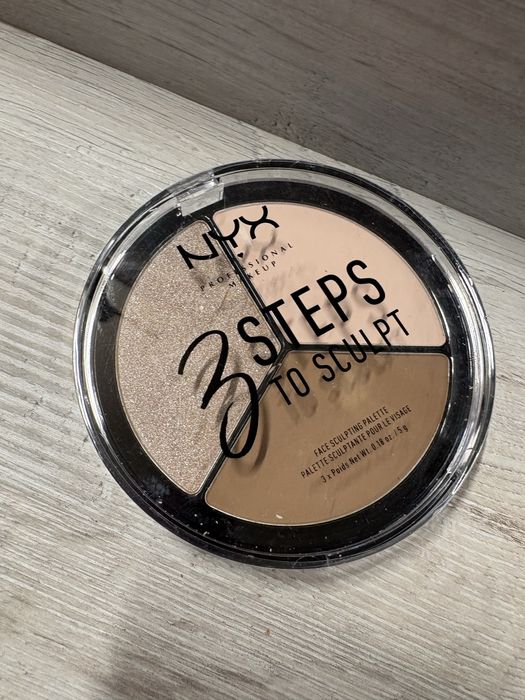 NYX
PROFESSIONAL
MAKEUP
3 STEPS
TO SCULPT
FACE SCULPTING PALETTE
PALETTE SCULPTANTE POUR LE VISAGE
3 x Poids Net Wt. 0.18 oz. / 5 g